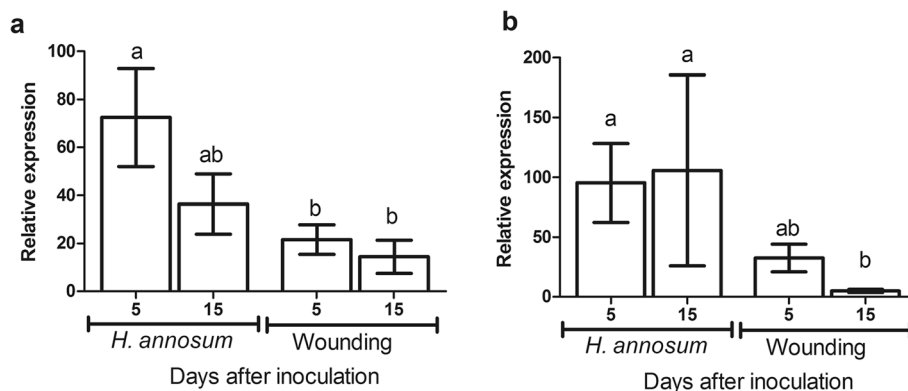 a
Relative expression
100
80
60
40
20
0
a
ab
b
b
5 15 5 15
H. annosum Wounding
Days after inoculation
b
Relative expression
200
150
100
50
0
a
a
ab
b
5 15 5 15
H. annosum Wounding
Days after inoculation